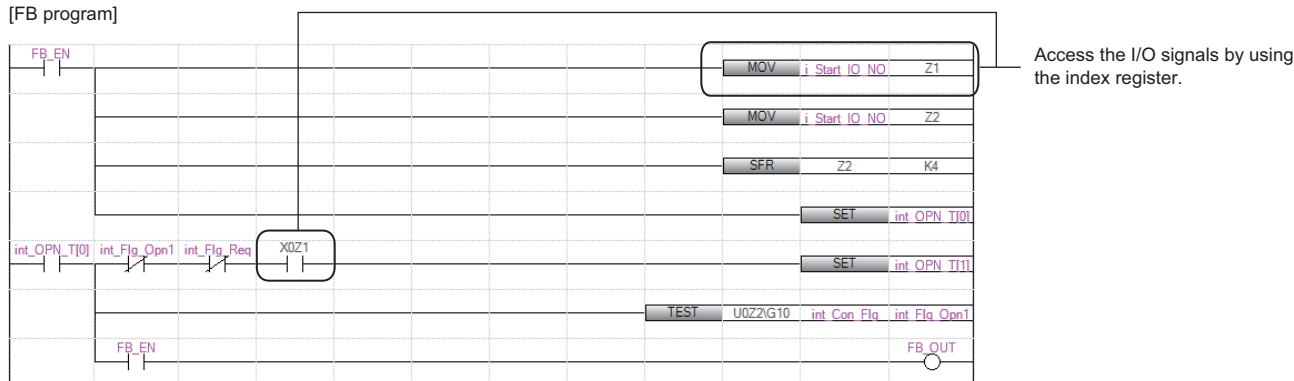 [FB program]
FB_EN
MOV i_Start_IO_NO Z1
Access the I/O signals by using
the index register.
MOV i_Start_IO_NO Z2
SFR Z2 K4
SET int_OPN_T[0]
int_OPN_T[0] int_Flg_Opn1 int_Flg_Req X0Z1
SET int_OPN_T[1]
TEST U0Z2\G10 int_Con_Flg int_Flg_Opn1
FB_EN FB_OUT